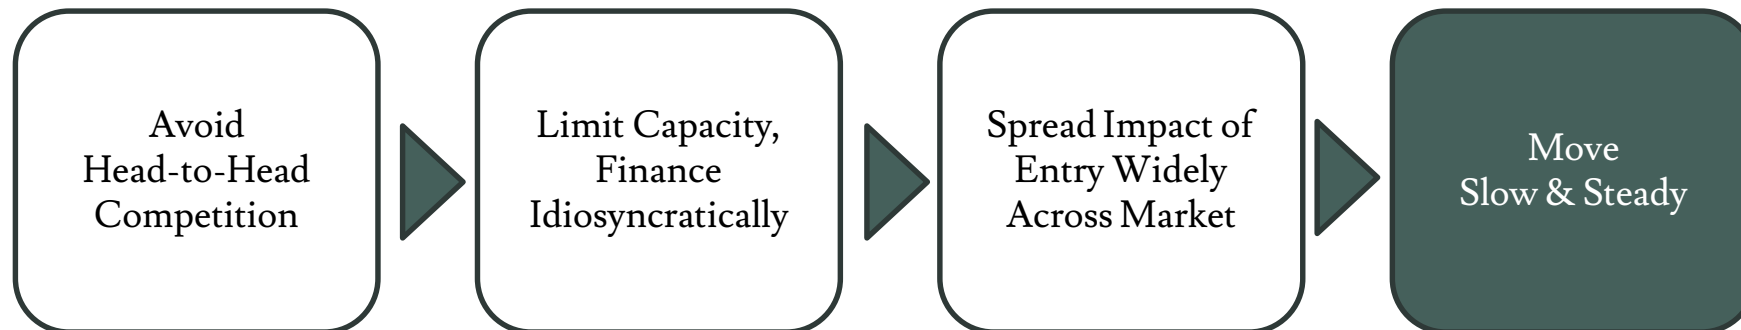 Avoid
Head-to-Head
Competition
Limit Capacity,
Finance
Idiosyncratically
Spread Impact of
Entry Widely
Across Market
Move
Slow & Steady